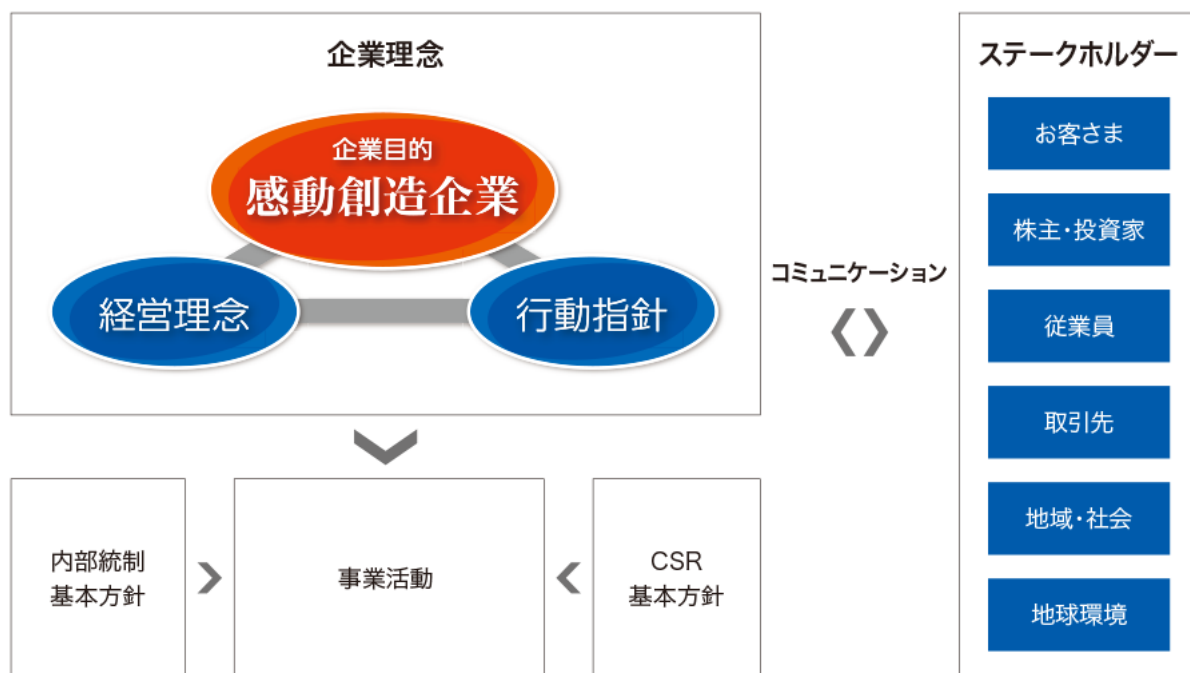 企業理念
企業目的
感動創造企業
経営理念
行動指針
コミュニケーション
ステークホルダー
お客さま
株主・投資家
従業員
取引先
地域・社会
地球環境
内部統制
基本方針
事業活動
CSR
基本方針